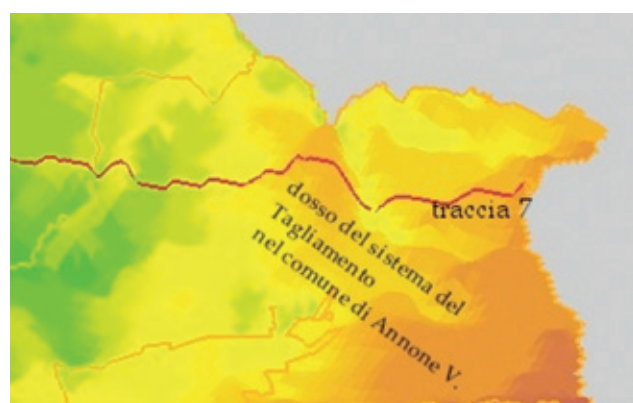 dosso del sistema del
Tagliamento
nel comune di Annone V.
traccia 7